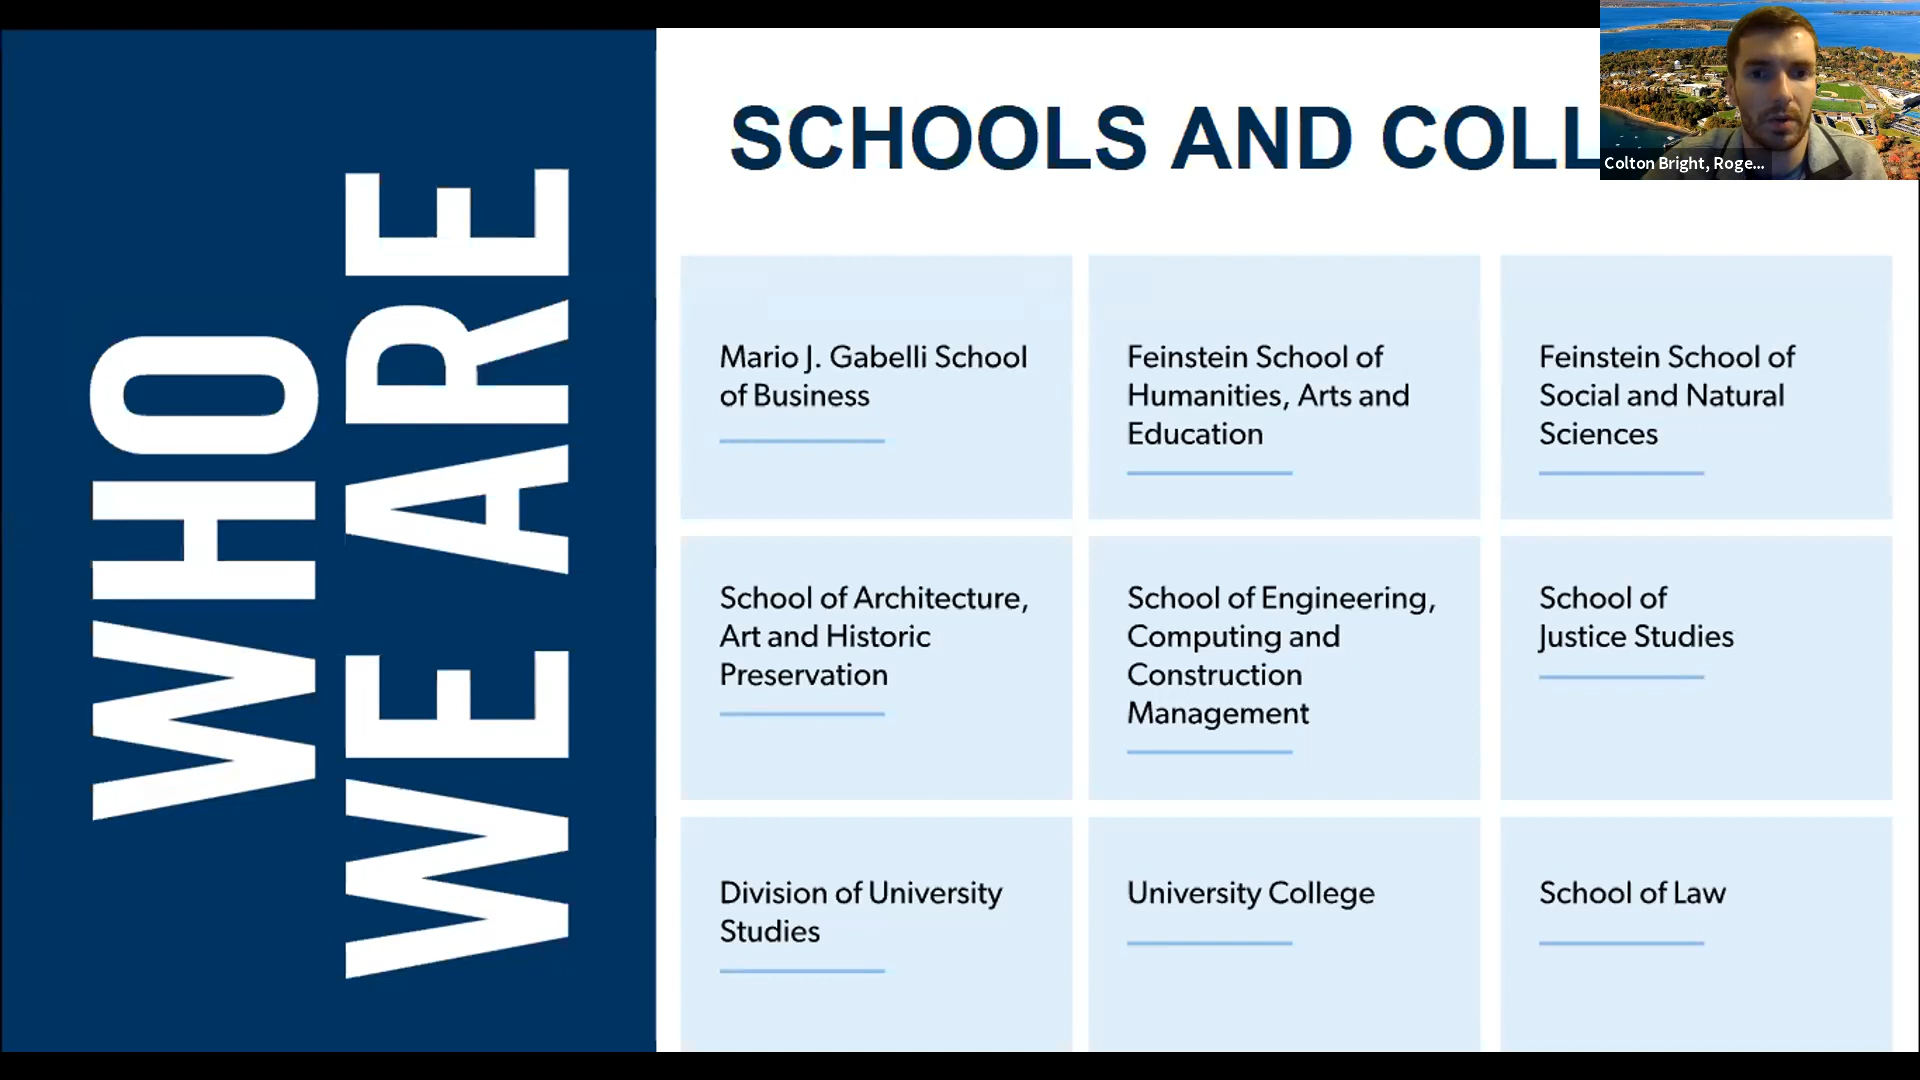 WHO
WE ARE
SCHOOLS AND COLL
Colton Bright, Roge...
Mario J. Gabelli School
of Business
Feinstein School of
Humanities, Arts and
Education
Feinstein School of
Social and Natural
Sciences
School of Architecture,
Art and Historic
Preservation
School of Engineering,
Computing and
Construction
Management
School of
Justice Studies
Division of University
Studies
University College
School of Law